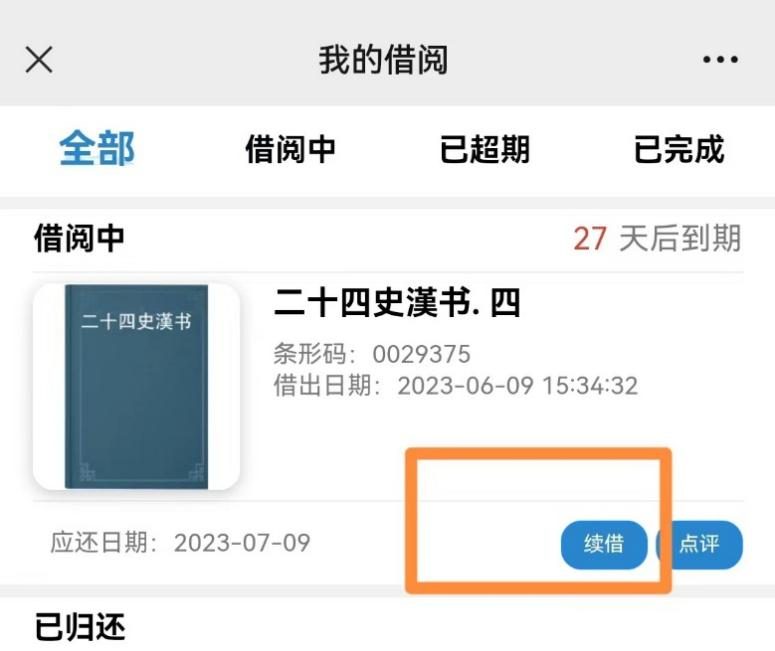 我的借阅
全部 借阅中 已超期 已完成
借阅中 27 天后到期
二十四史漢书
二十四史漢书. 四
条形码: 0029375
借出日期: 2023-06-09 15:34:32
应还日期: 2023-07-09 续借 点评
已归还